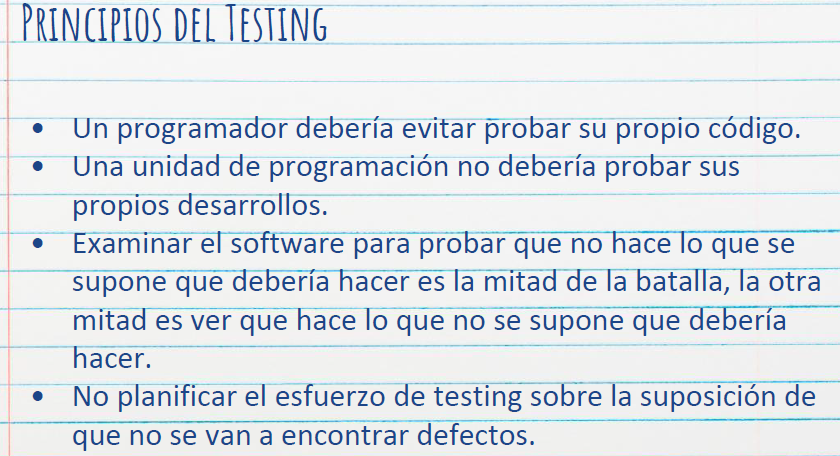 PRINCIPIOS DEL TESTING
• Un programador debería evitar probar su propio código.
• Una unidad de programación no debería probar sus
propios desarrollos.
• Examinar el software para probar que no hace lo que se
supone que debería hacer es la mitad de la batalla, la otra
mitad es ver que hace lo que no se supone que debería
hacer.
• No planificar el esfuerzo de testing sobre la suposición de
que no se van a encontrar defectos.